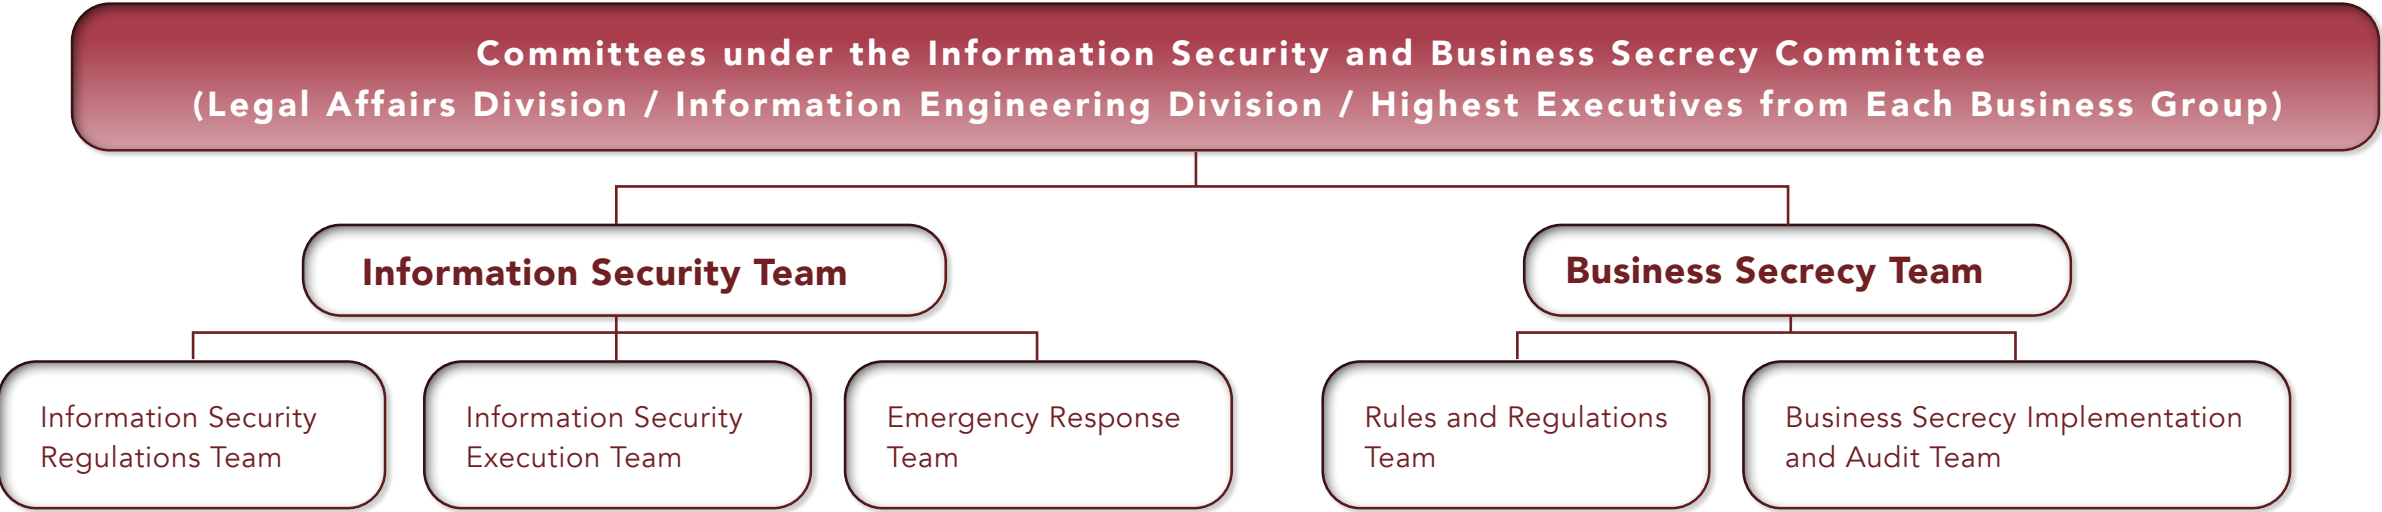 Committees under the Information Security and Business Secrecy Committee
(Legal Affairs Division / Information Engineering Division / Highest Executives from Each Business Group)
Information Security Team
Business Secrecy Team
Information Security
Regulations Team
Information Security
Execution Team
Emergency Response
Team
Rules and Regulations
Team
Business Secrecy Implementation
and Audit Team